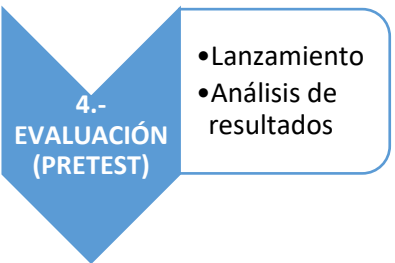 4.-
EVALUACIÓN
(PRETEST)
•Lanzamiento
•Análisis de
resultados